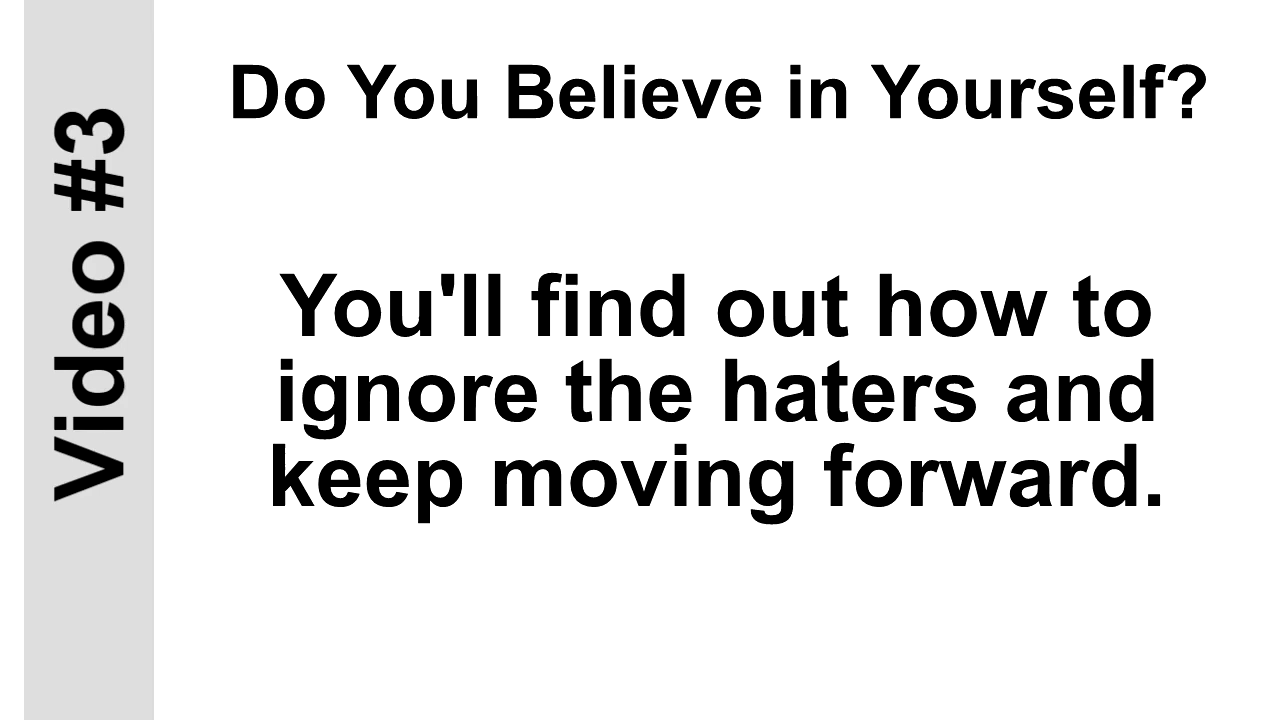 Video #3
Do You Believe in Yourself?
You'll find out how to
ignore the haters and
keep moving forward.